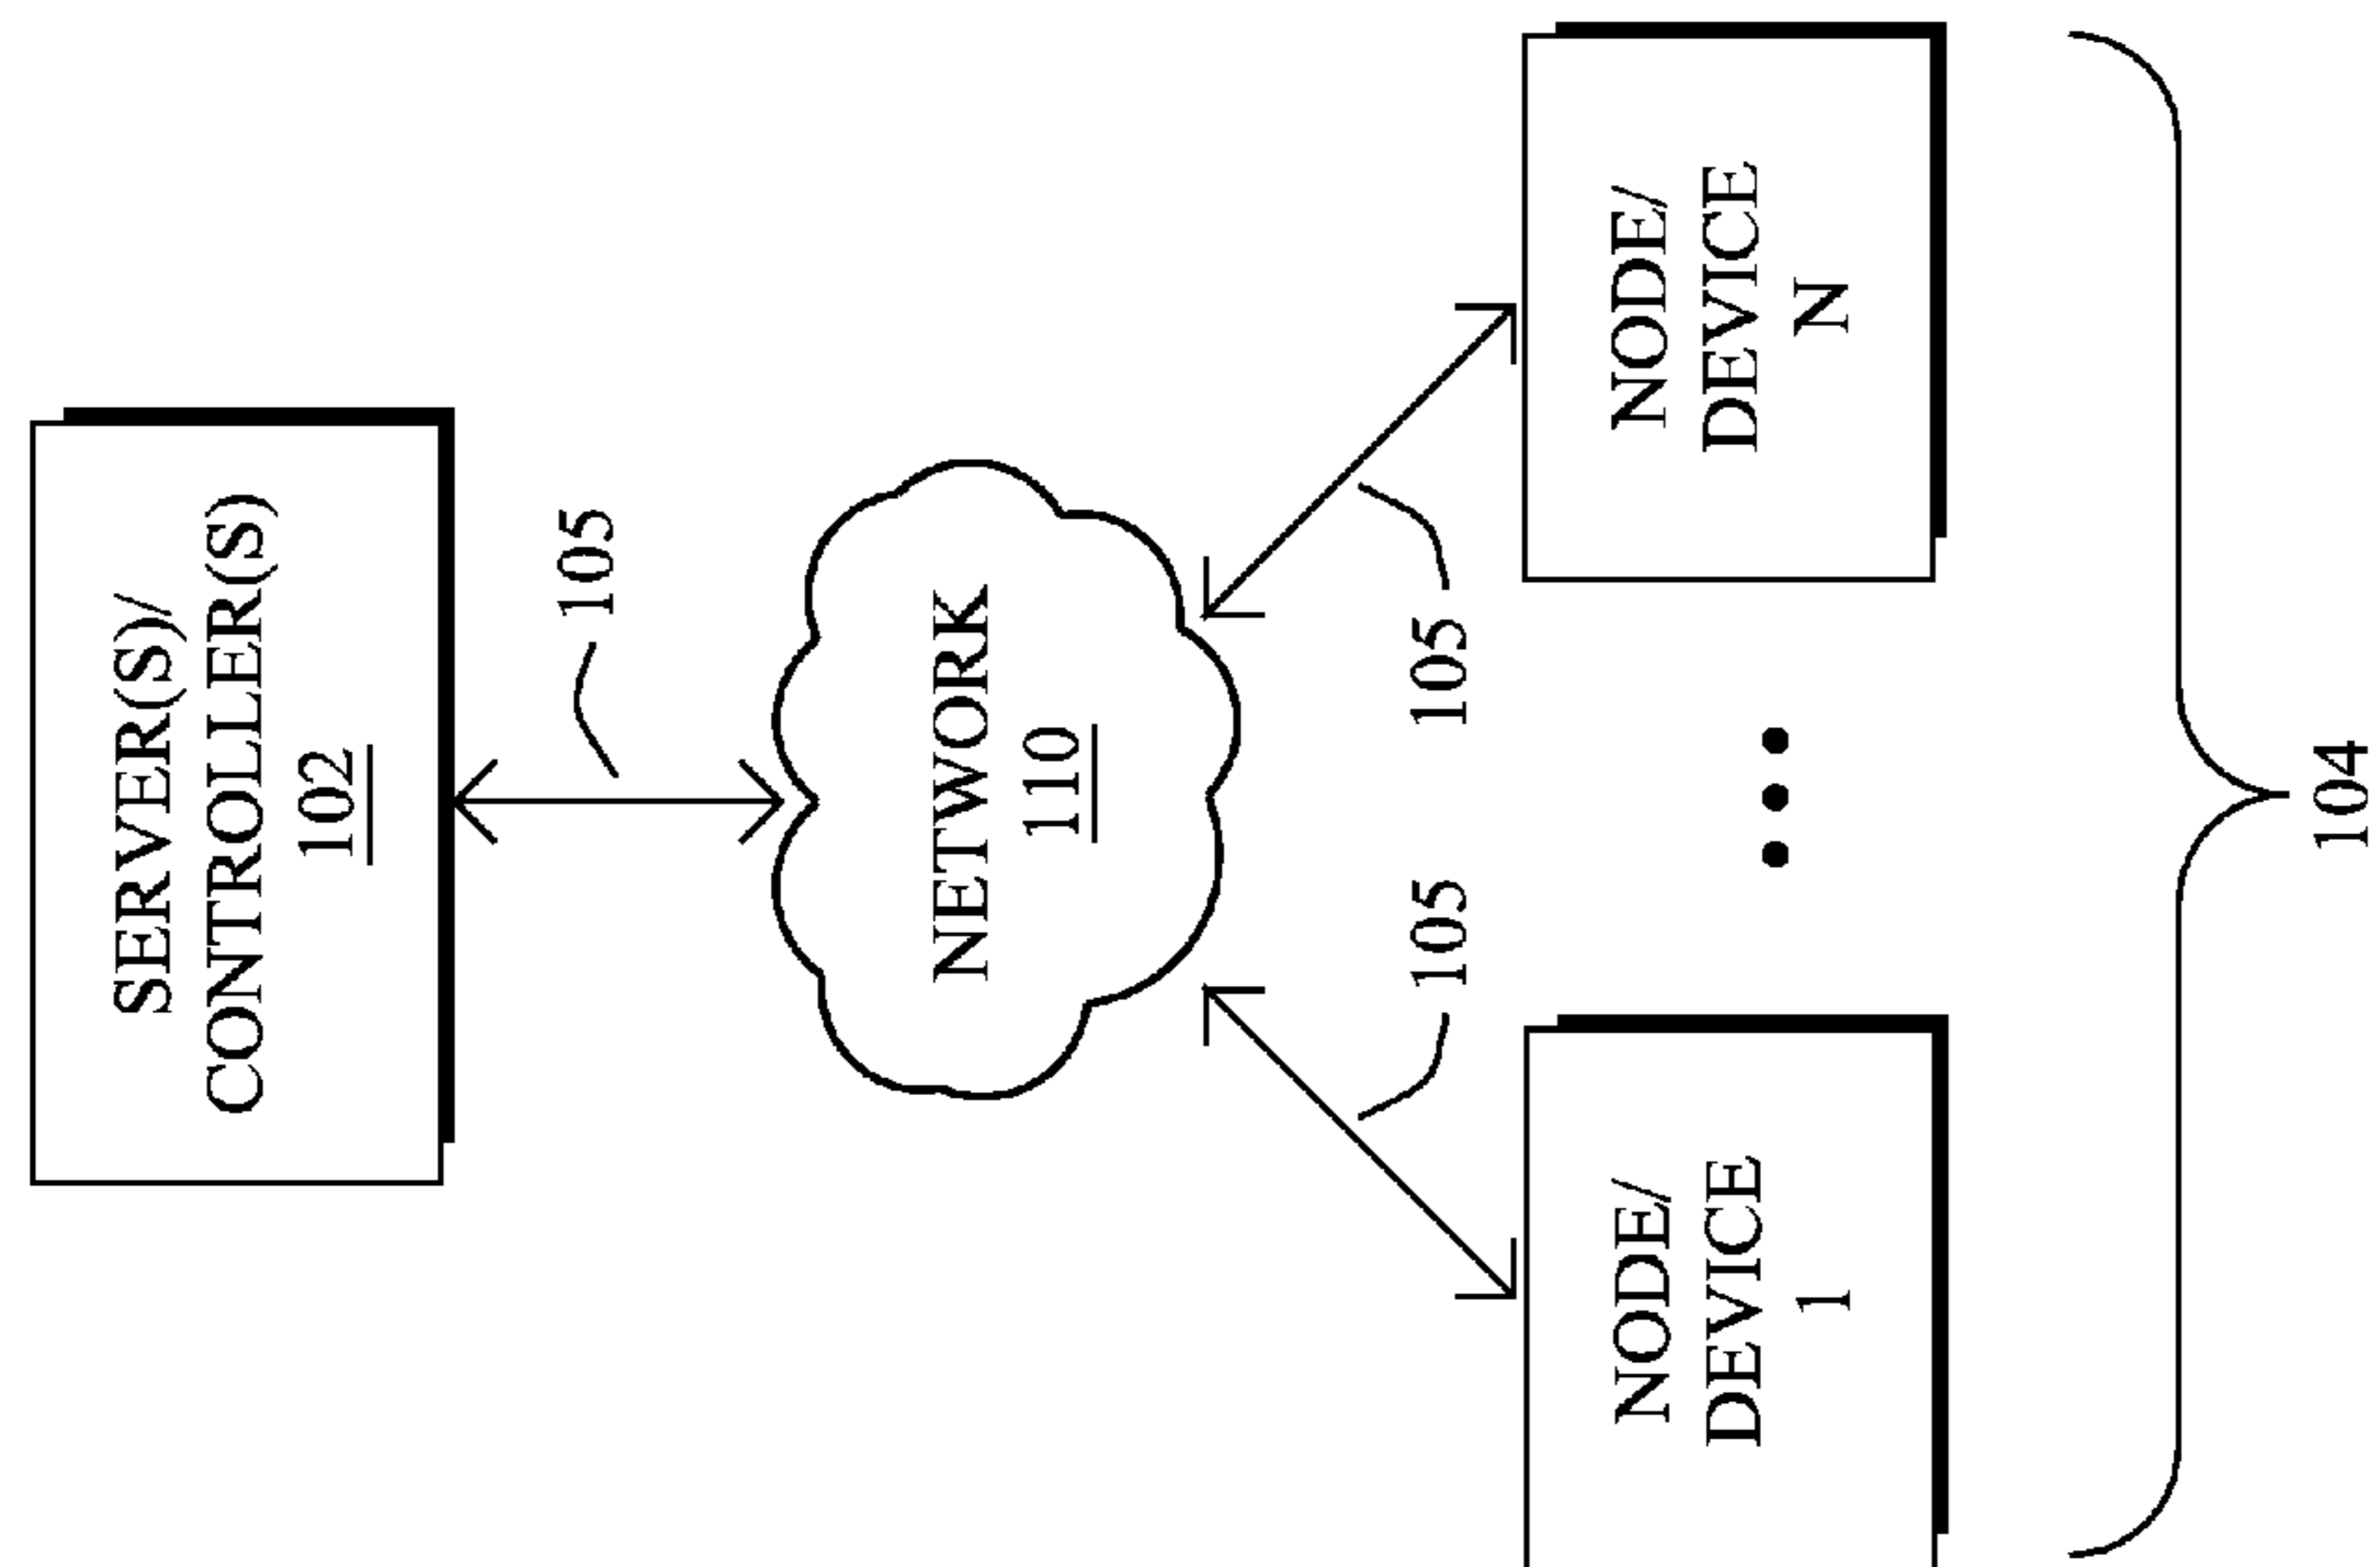 SERVER(S)/
CONTROLLER(S)
102
105
NETWORK
110
105
105
NODE/
DEVICE
1
NODE/
DEVICE
N
104